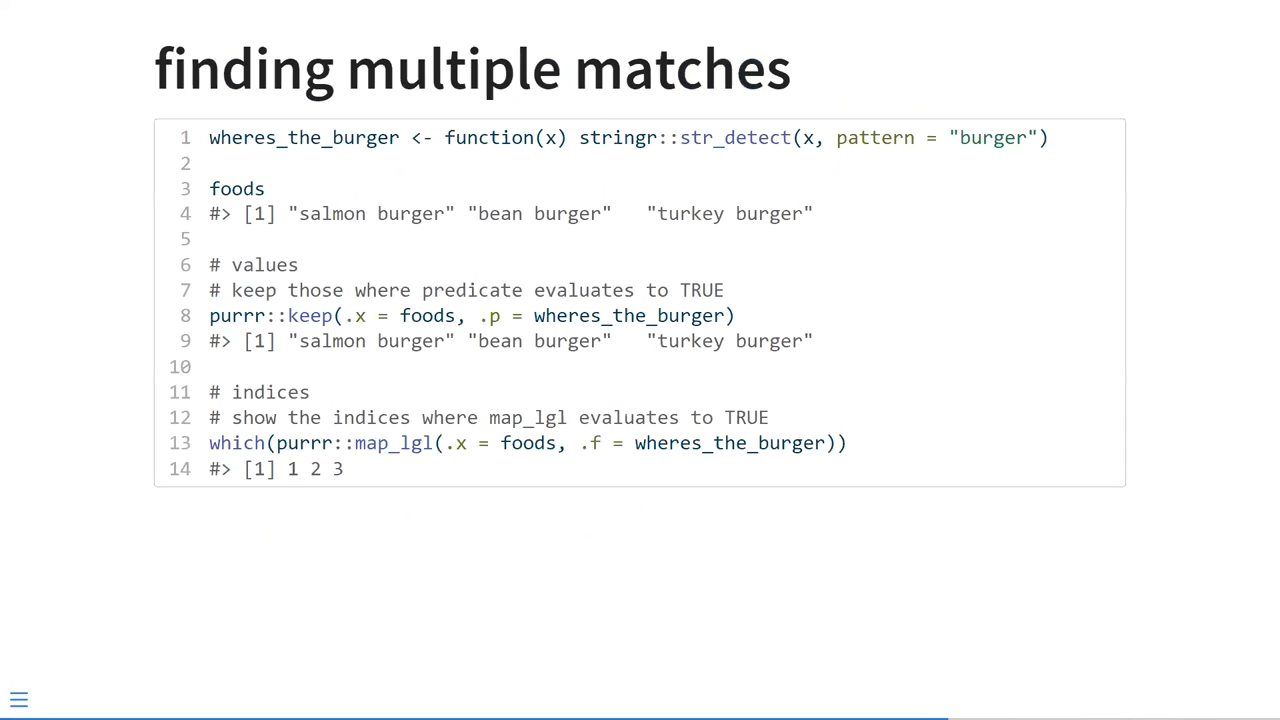 finding multiple matches
1 wheres_the_burger <- function(x) stringr::str_detect(x, pattern = "burger")
2
3 foods
4 #> [1] "salmon burger" "bean burger"   "turkey burger"
5
6 # values
7 # keep those where predicate evaluates to TRUE
8 purrr::keep(.x = foods, .p = wheres_the_burger)
9 #> [1] "salmon burger" "bean burger"   "turkey burger"
10
11 # indices
12 # show the indices where map_lgl evaluates to TRUE
13 which(purrr::map_lgl(.x = foods, .f = wheres_the_burger))
14 #> [1] 1 2 3